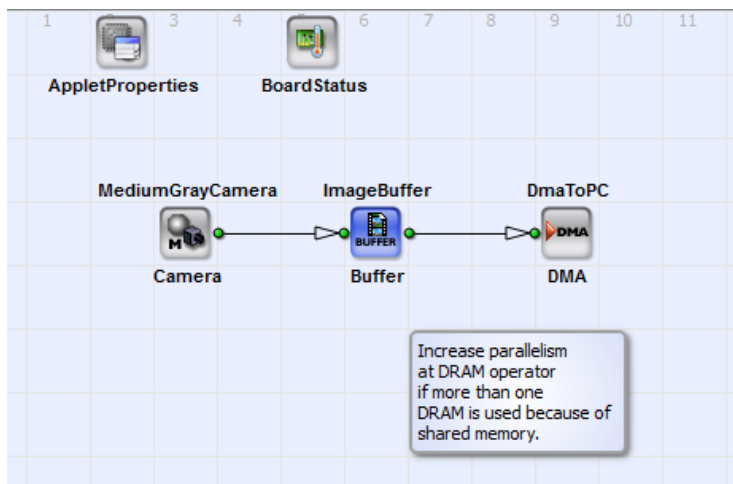 1 3 4 6 7 8 9 10 11
AppletProperties BoardStatus
MediumGrayCamera ImageBuffer DmaToPC
M BUFFER DMA
Camera Buffer DMA
Increase parallelism
at DRAM operator
if more than one
DRAM is used because of
shared memory.